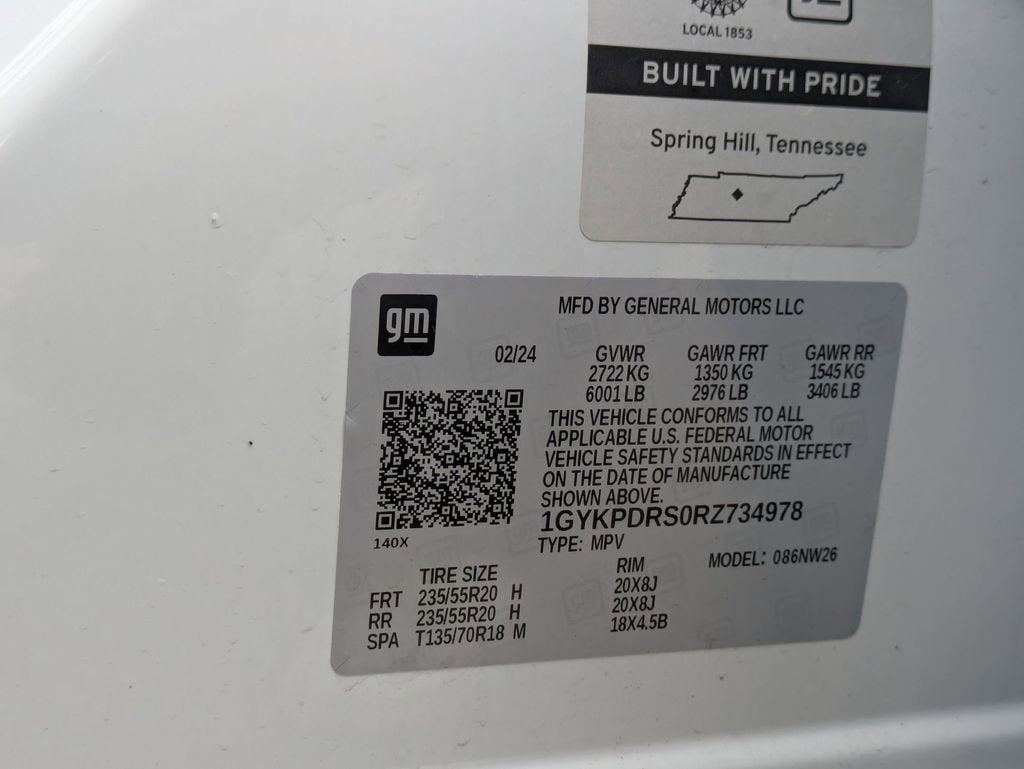 LOCAL 1853
BUILT WITH PRIDE
Spring Hill, Tennessee
gm
MFD BY GENERAL MOTORS LLC
02/24 GVWR GAWR FRT GAWR RR
2722 KG 1350 KG 1545 KG
6001 LB 2976 LB 3406 LB
THIS VEHICLE CONFORMS TO ALL
APPLICABLE U.S. FEDERAL MOTOR
VEHICLE SAFETY STANDARDS IN EFFECT
ON THE DATE OF MANUFACTURE
SHOWN ABOVE.
1GYKPDRS0RZ734978
140X
TYPE: MPV
MODEL: 086NW26
TIRE SIZE RIM
FRT 235/55R20 H 20X8J
RR 235/55R20 H 20X8J
SPA T135/70R18 M 18X4.5B